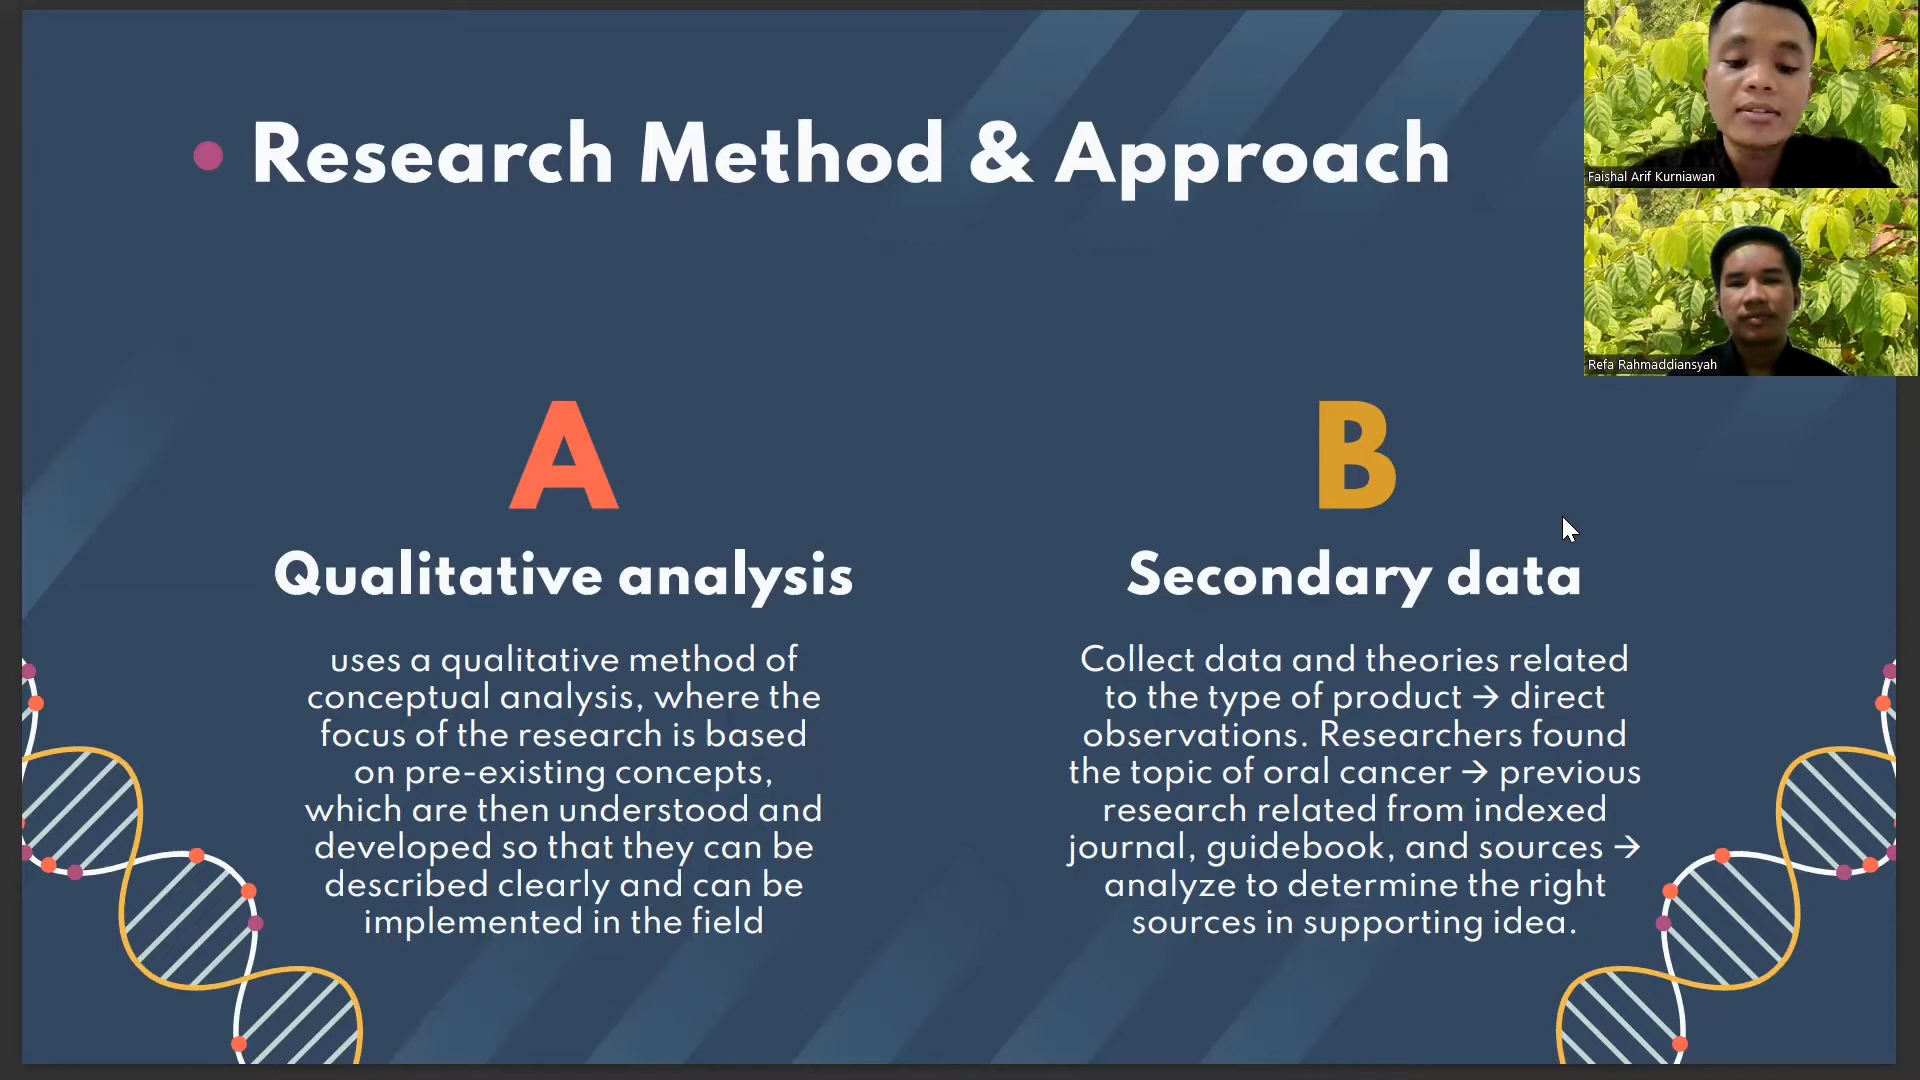 Research Method & Approach
Faishal Arif Kurniawan
Refa Rahmaddiansyah
A
Qualitative analysis
uses a qualitative method of
conceptual analysis, where the
focus of the research is based
on pre-existing concepts,
which are then understood and
developed so that they can be
described clearly and can be
implemented in the field
B
Secondary data
Collect data and theories related
to the type of product → direct
observations. Researchers found
the topic of oral cancer → previous
research related from indexed
journal, guidebook, and sources →
analyze to determine the right
sources in supporting idea.